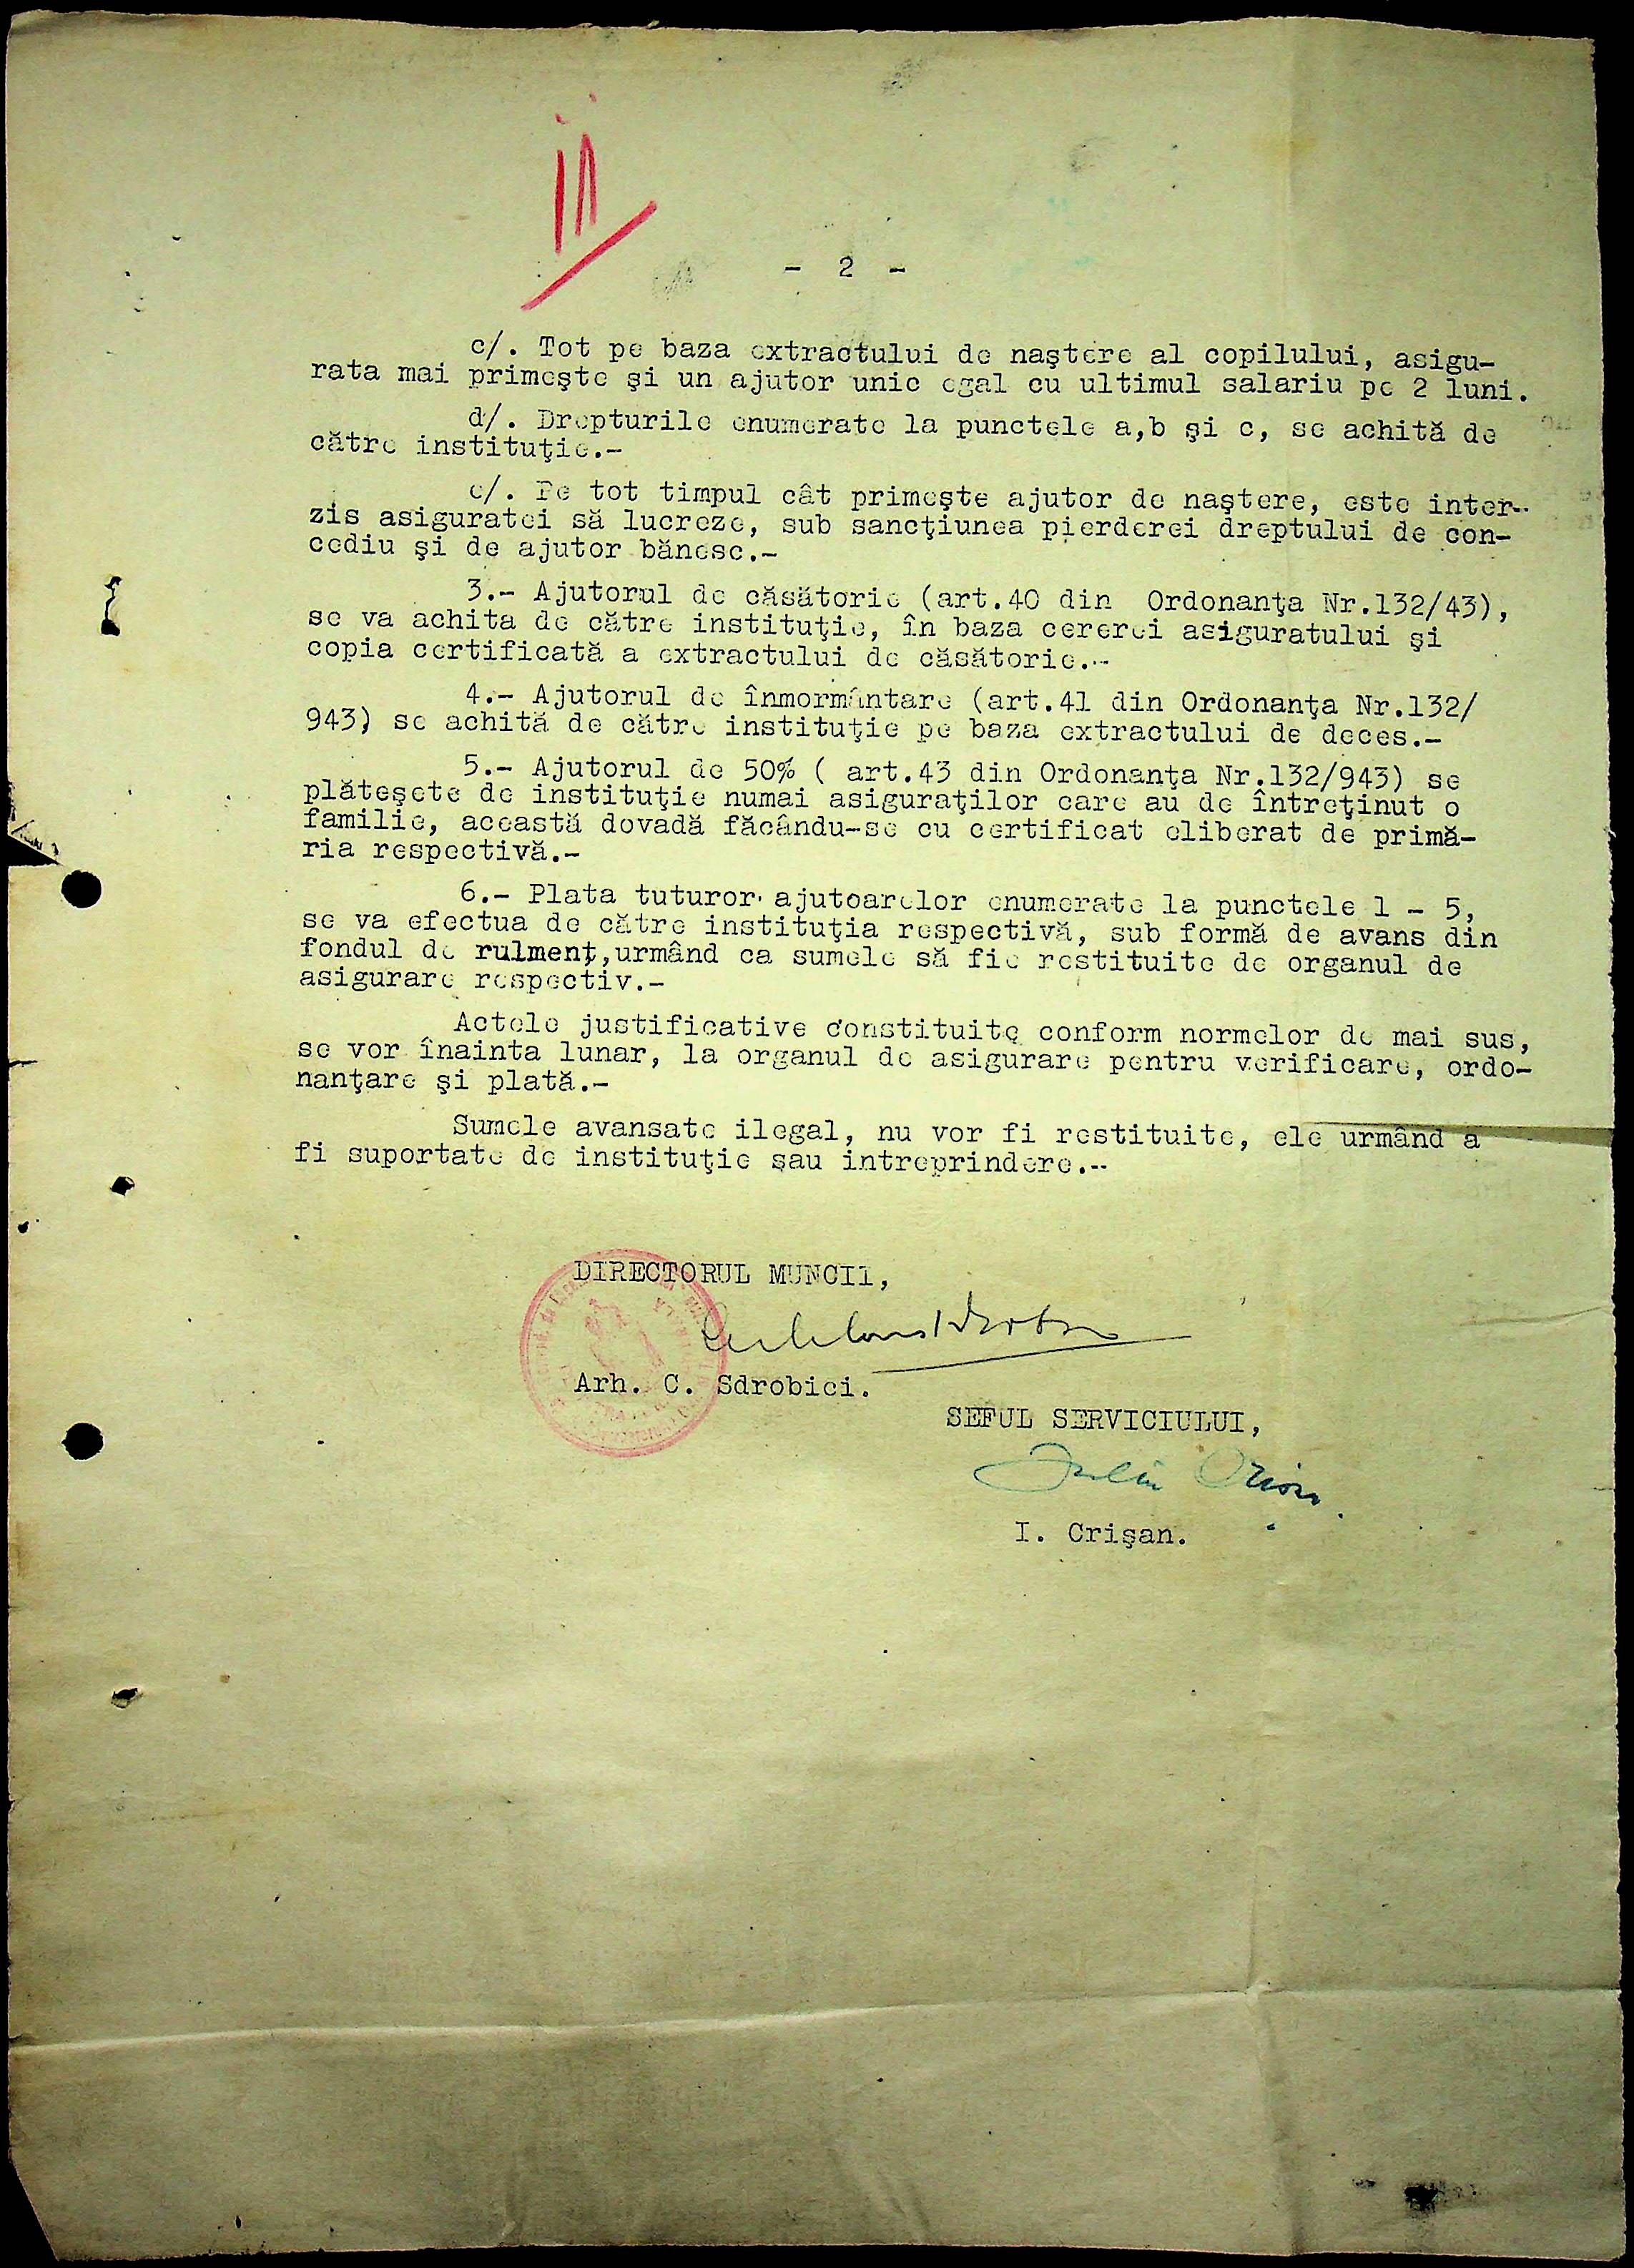 - 2 -
c/. Tot pe baza extractului de naştere al copilului, asigu-
rata mai primeşte şi un ajutor unic egal cu ultimul salariu pe 2 luni.
d/. Drepturile enumerate la punctele a,b şi c, se achită de
către instituţie.-
e/. Pe tot timpul cât primeşte ajutor de naştere, este inter-
zis asiguratei să lucreze, sub sancţiunea pierderei dreptului de con-
cediu şi de ajutor bănesc.-
3.- Ajutorul de căsătorie (art.40 din Ordonanţa Nr.132/43),
se va achita de către instituţie, în baza cererei asiguratului şi
copia certificată a extractului de căsătorie.-
4.- Ajutorul de înmormântare (art.41 din Ordonanţa Nr.132/
943) se achită de către instituţie pe baza extractului de deces.-
5.- Ajutorul de 50% ( art.43 din Ordonanţa Nr.132/943) se
plăteşete de instituţie numai asiguraţilor care au de întreţinut o
familie, această dovadă făcându-se cu certificat eliberat de primă-
ria respectivă.-
6.- Plata tuturor ajutoarelor enumerate la punctele 1 - 5,
se va efectua de către instituţia respectivă, sub formă de avans din
fondul de rulmenţ,urmând ca sumele să fie restituite de organul de
asigurare respectiv.-
Actele justificative constituite conform normelor de mai sus,
se vor înainta lunar, la organul de asigurare pentru verificare, ordo-
nanţare şi plată.-
Sumele avansate ilegal, nu vor fi restituite, ele urmând a
fi suportate de instituţie sau intreprindere.-
DIRECTORUL MUNCII,
Arh. C. Sdrobici.
SEFUL SERVICIULUI,
I. Crişan.